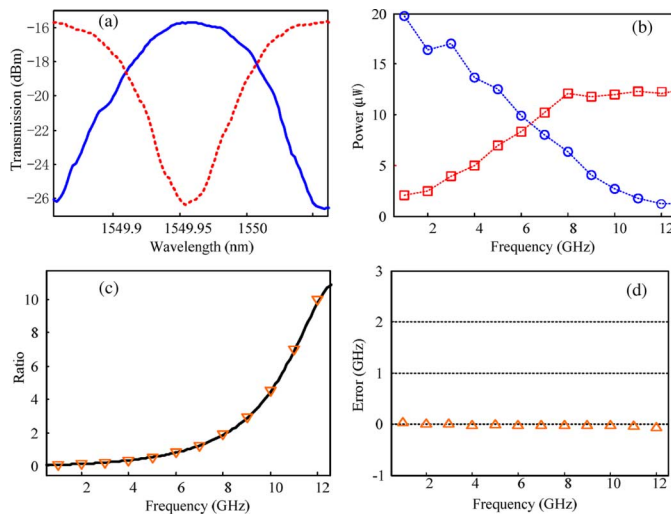 (a)
Transmission (dBm)
−16
−18
−20
−22
−24
−26
1549.9 1549.95 1550
Wavelength (nm)
(b)
Power (μW)
20
15
10
5
0
2 4 6 8 10 12
Frequency (GHz)
(c)
Ratio
10
8
6
4
2
0
2 4 6 8 10 12
Frequency (GHz)
(d)
Error (GHz)
3
2
1
0
-1
2 4 6 8 10 12
Frequency (GHz)